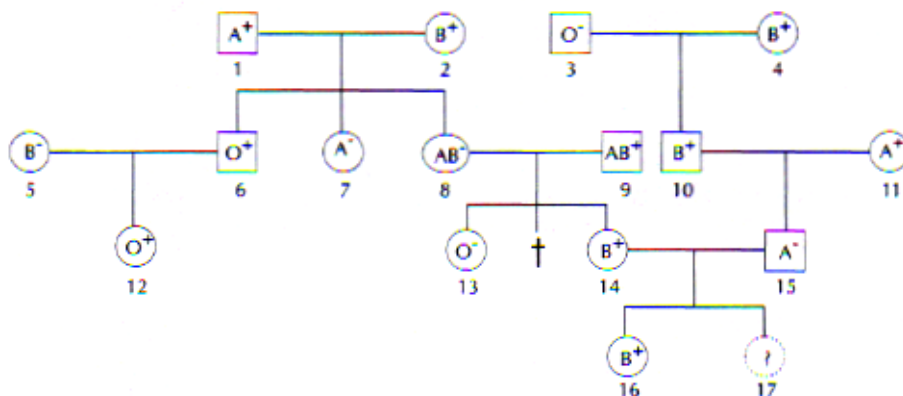 A+ B+ O- B+
1 2 3 4
B- O+ A- AB- AB+ B+ A+
5 6 7 8 9 10 11
O+ O- † B+ A-
12 13 14 15
B+ ?
16 17